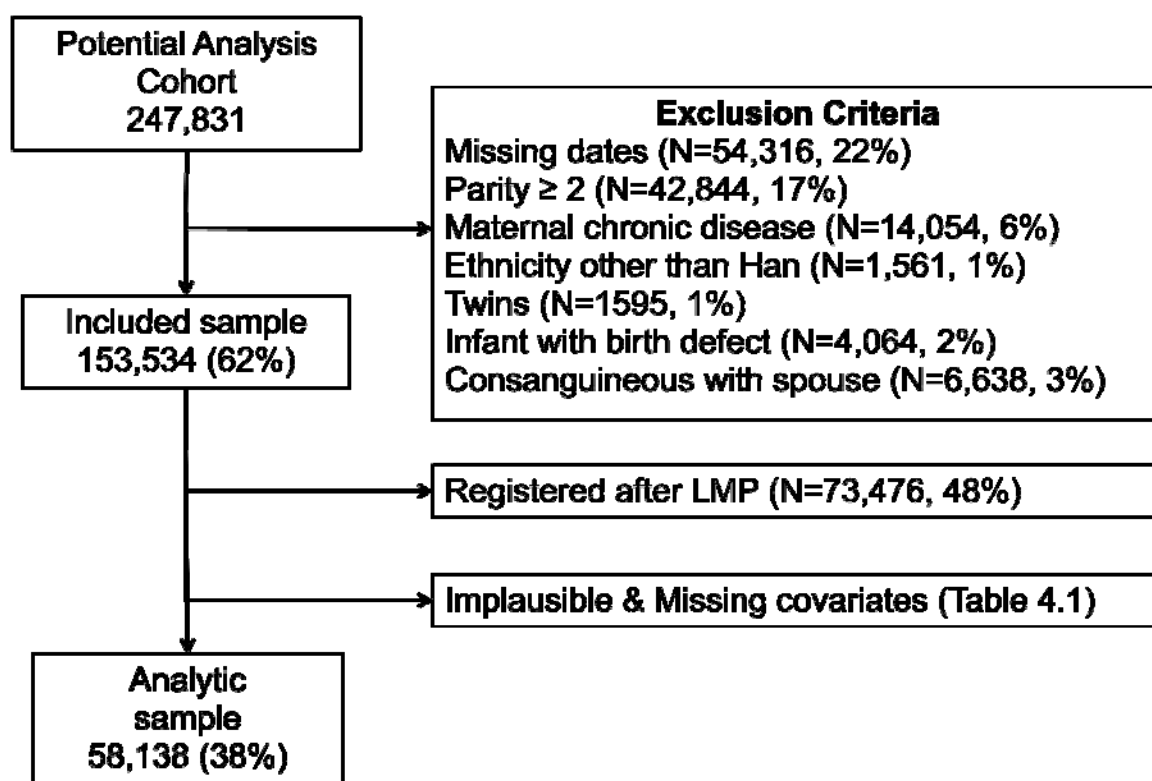 Potential Analysis
Cohort
247,831
Exclusion Criteria
Missing dates (N=54,316, 22%)
Parity ≥ 2 (N=42,844, 17%)
Maternal chronic disease (N=14,054, 6%)
Ethnicity other than Han (N=1,561, 1%)
Twins (N=1595, 1%)
Infant with birth defect (N=4,064, 2%)
Consanguineous with spouse (N=6,638, 3%)
Included sample
153,534 (62%)
Registered after LMP (N=73,476, 48%)
Implausible & Missing covariates (Table 4.1)
Analytic
sample
58,138 (38%)